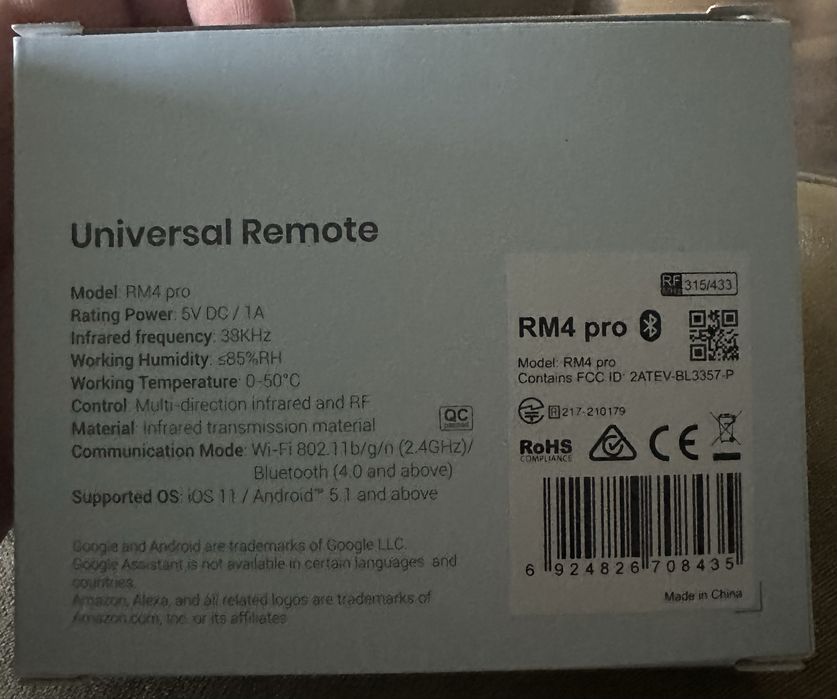 Universal Remote
Model: RM4 pro
Rating Power: 5V DC / 1A
Infrared frequency: 38KHz
Working Humidity: ≤85%RH
Working Temperature: 0-50°C
Control: Multi-direction infrared and RF
Material: Infrared transmission material
Communication Mode: Wi-Fi 802.11b/g/n (2.4GHz)/
Bluetooth (4.0 and above)
Supported OS: iOS 11 / Android™ 5.1 and above
Google and Android are trademarks of Google LLC.
Google Assistant is not available in certain languages and
countries.
Amazon, Alexa, and all related logos are trademarks of
Amazon.com, Inc. or its affiliates
QC
RF 315/433
RM4 pro
Model: RM4 pro
Contains FCC ID: 2ATEV-BL3357-P
R 217-210179
RoHS
COMPLIANCE
CE
6 924826 708435
Made in China